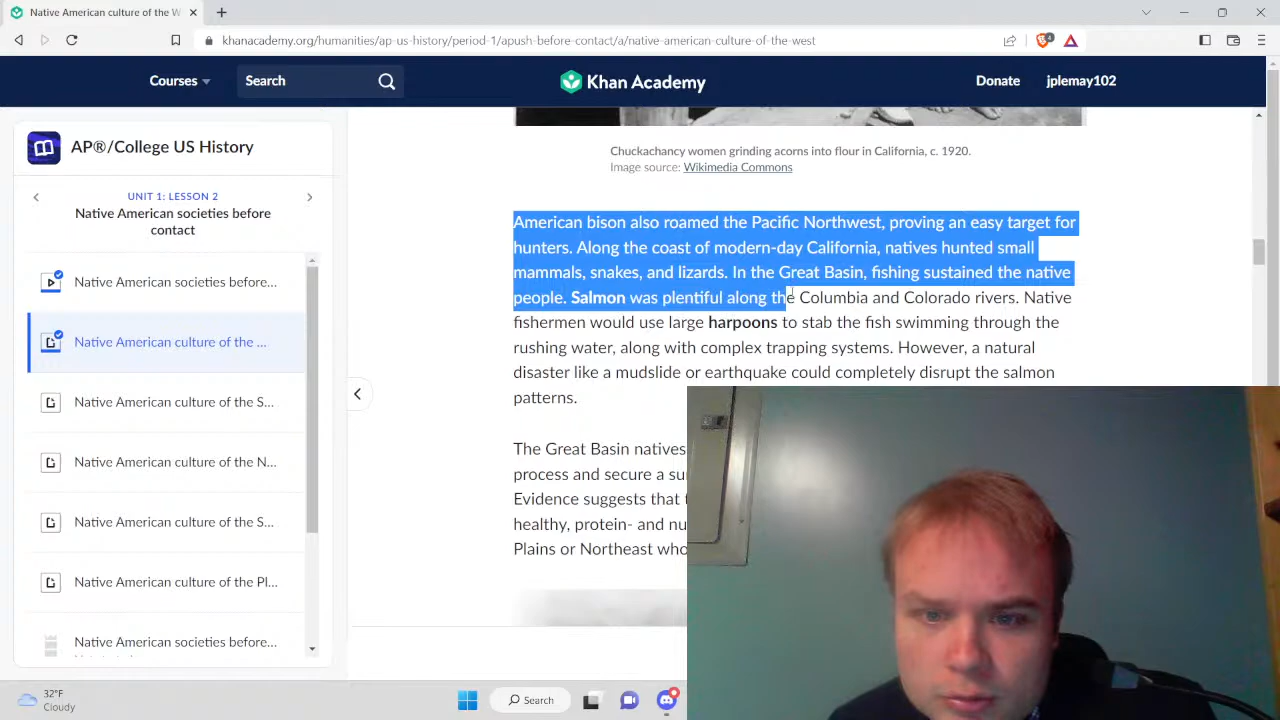 Native American culture of the W
khanacademy.org/humanities/ap-us-history/period-1/apush-before-contact/a/native-american-culture-of-the-west
4
Courses
Search
Khan Academy
Donate
jplemay102
AP®/College US History
UNIT 1: LESSON 2
Native American societies before
contact
Native American societies before...
Native American culture of the ...
Native American culture of the S...
Native American culture of the N...
Native American culture of the S...
Native American culture of the Pl...
Native American societies before...
Chuckachancy women grinding acorns into flour in California, c. 1920.
Image source: Wikimedia Commons
American bison also roamed the Pacific Northwest, proving an easy target for
hunters. Along the coast of modern-day California, natives hunted small
mammals, snakes, and lizards. In the Great Basin, fishing sustained the native
people. Salmon was plentiful along the Columbia and Colorado rivers. Native
fishermen would use large harpoons to stab the fish swimming through the
rushing water, along with complex trapping systems. However, a natural
disaster like a mudslide or earthquake could completely disrupt the salmon
patterns.
The Great Basin natives
process and secure a su
Evidence suggests that
healthy, protein- and nu
Plains or Northeast who
32°F
Cloudy
Search